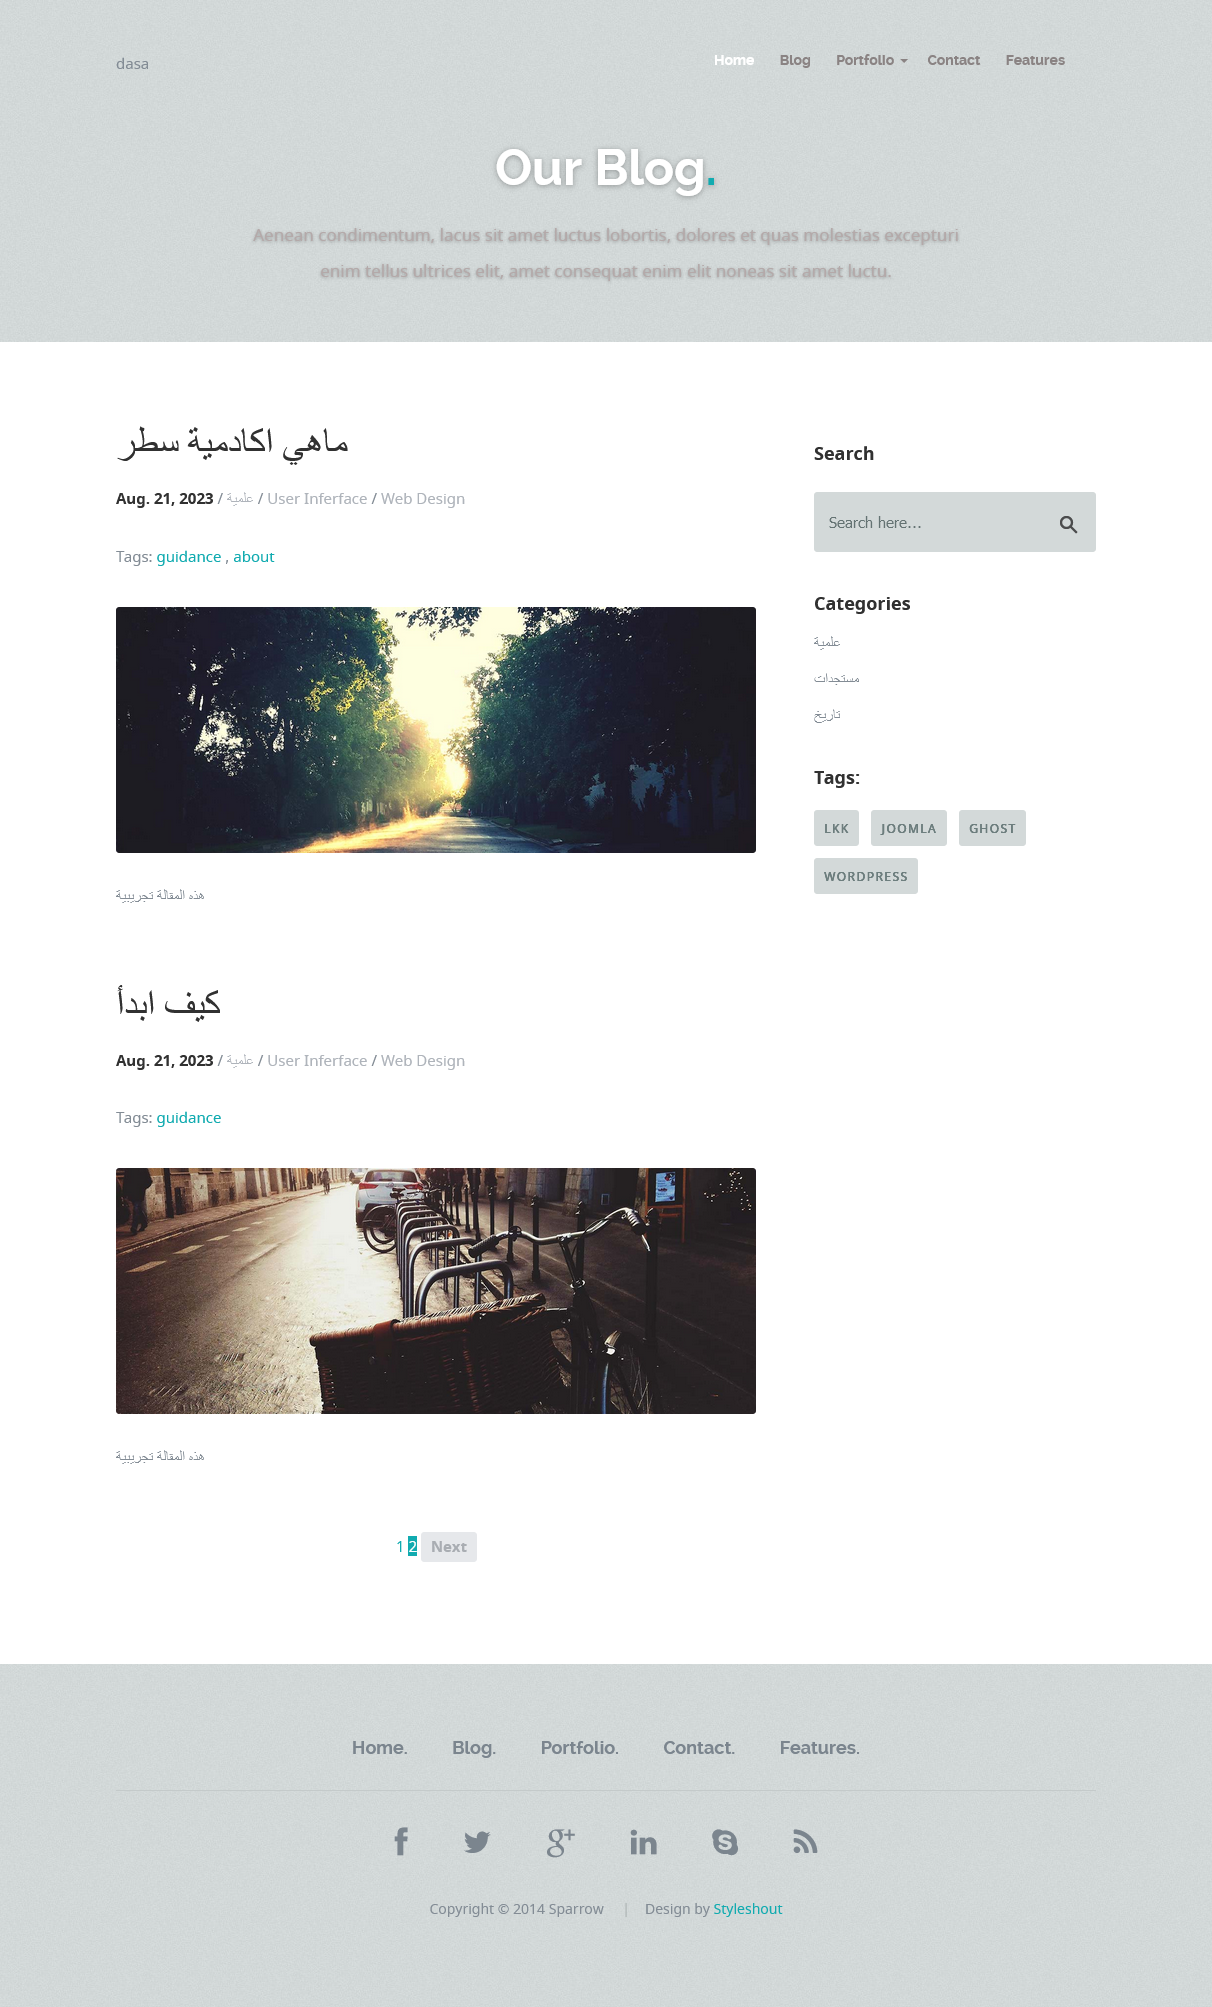 dasa
Home Blog Portfolio Contact Features
Our Blog.
Aenean condimentum, lacus sit amet luctus lobortis, dolores et quas molestias excepturi
enim tellus ultrices elit, amet consequat enim elit noneas sit amet luctu.
ماهي اكادمية سطر
Aug. 21, 2023 / علمية / User Inferface / Web Design
Tags: guidance , about
هذه المقالة تجريبية
كيف ابدأ
Aug. 21, 2023 / علمية / User Inferface / Web Design
Tags: guidance
هذه المقالة تجريبية
1 2 Next
Search
Search here...
Categories
علمية
مستجدات
تاريخ
Tags:
LKK JOOMLA GHOST
WORDPRESS
Home. Blog. Portfolio. Contact. Features.
Copyright © 2014 Sparrow | Design by Styleshout